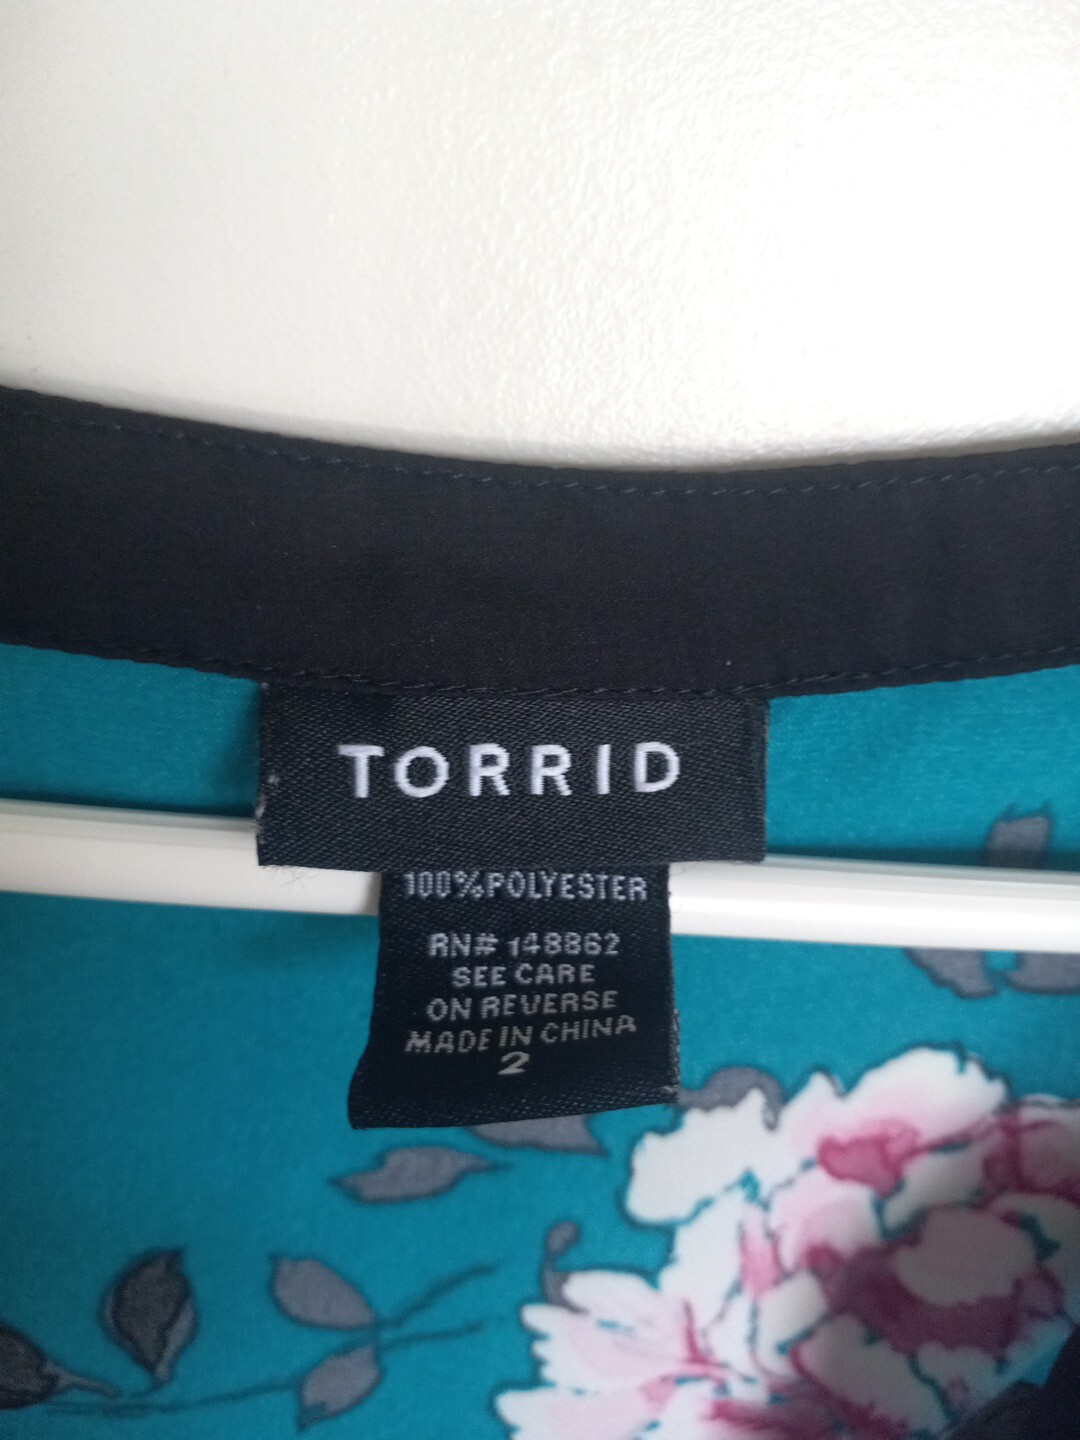 TORRID
100%POLYESTER
RN# 148862
SEE CARE
ON REVERSE
MADE IN CHINA
2